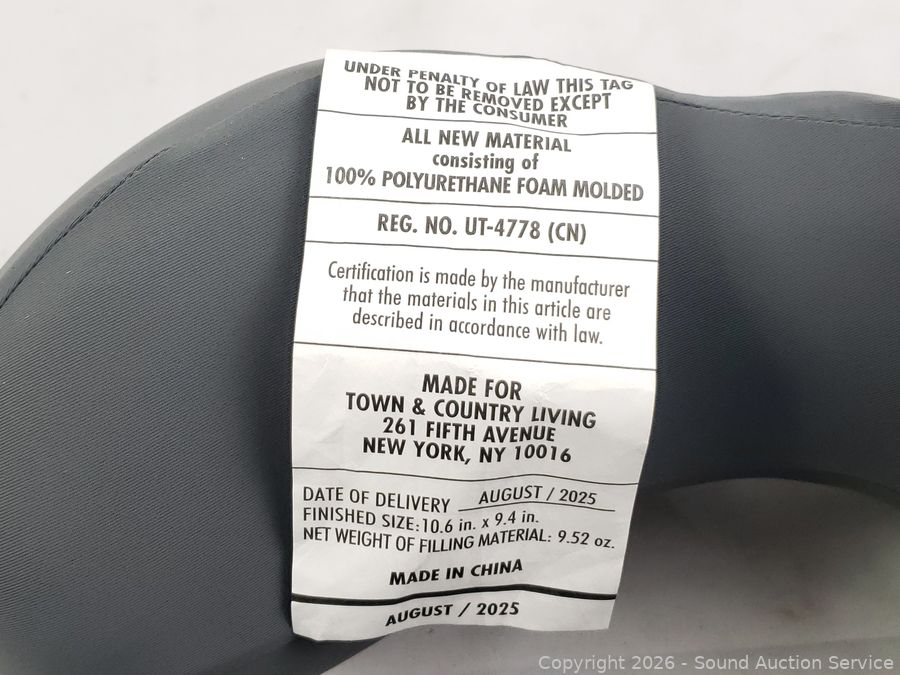 UNDER PENALTY OF LAW THIS TAG
NOT TO BE REMOVED EXCEPT
BY THE CONSUMER
ALL NEW MATERIAL
consisting of
100% POLYURETHANE FOAM MOLDED
REG. NO. UT-4778 (CN)
Certification is made by the manufacturer
that the materials in this article are
described in accordance with law.
MADE FOR
TOWN & COUNTRY LIVING
261 FIFTH AVENUE
NEW YORK, NY 10016
DATE OF DELIVERY AUGUST / 2025
FINISHED SIZE: 10.6 in. x 9.4 in.
NET WEIGHT OF FILLING MATERIAL: 9.52 oz.
MADE IN CHINA
AUGUST / 2025
Copyright 2026 - Sound Auction Service